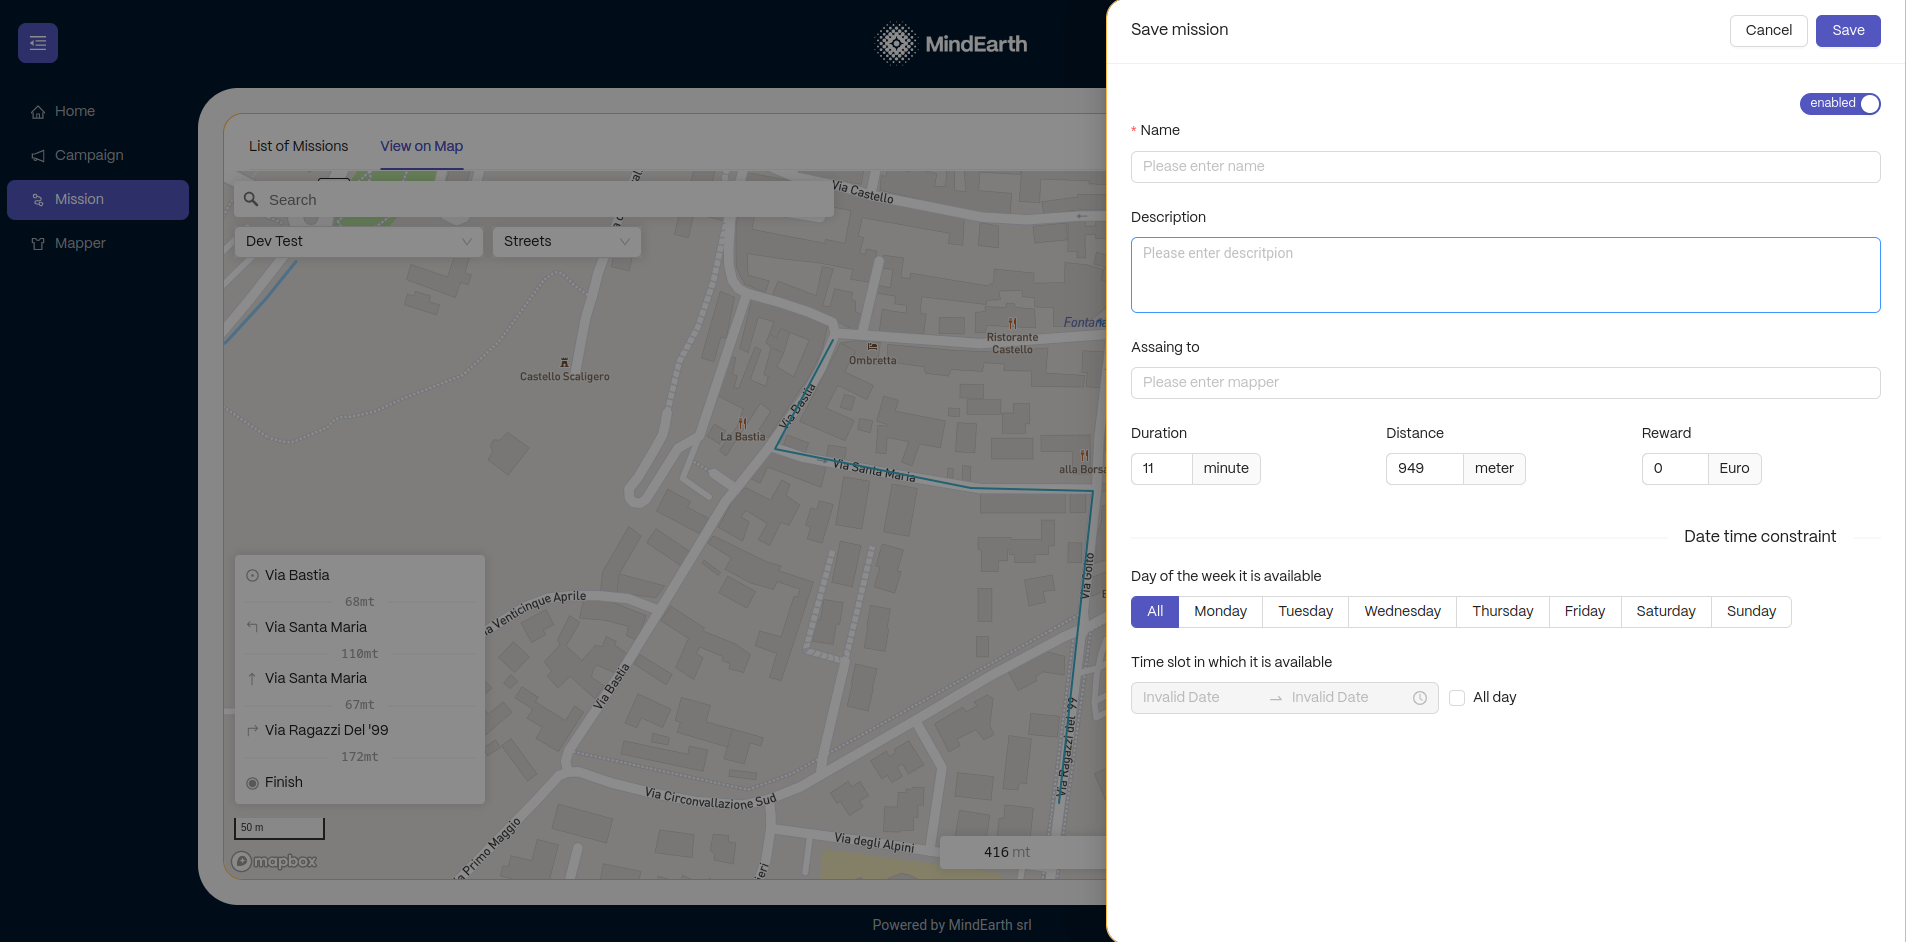 MindEarth
Home
Campaign
Mission
Mapper
List of Missions
View on Map
Search
Dev Test
Streets
Via Castello
Fontana
Ristorante
Castello
Ombretta
Castello Scaligero
Via Bastia
La Bastia
alla Borsa
Via Santa Maria
Via Goito
Venticinque Aprile
Via Bastia
Via Ragazzi del '99
Via Circonvallazione Sud
Primo Maggio
Via degli Alpini
Via Bastia
68mt
Via Santa Maria
110mt
Via Santa Maria
67mt
Via Ragazzi Del '99
172mt
Finish
50 m
mapbox
416 mt
Powered by MindEarth srl
Save mission
Cancel
Save
enabled
* Name
Please enter name
Description
Please enter descritpion
Assaing to
Please enter mapper
Duration
Distance
Reward
11 minute
949 meter
0 Euro
Date time constraint
Day of the week it is available
All Monday Tuesday Wednesday Thursday Friday Saturday Sunday
Time slot in which it is available
Invalid Date → Invalid Date
All day